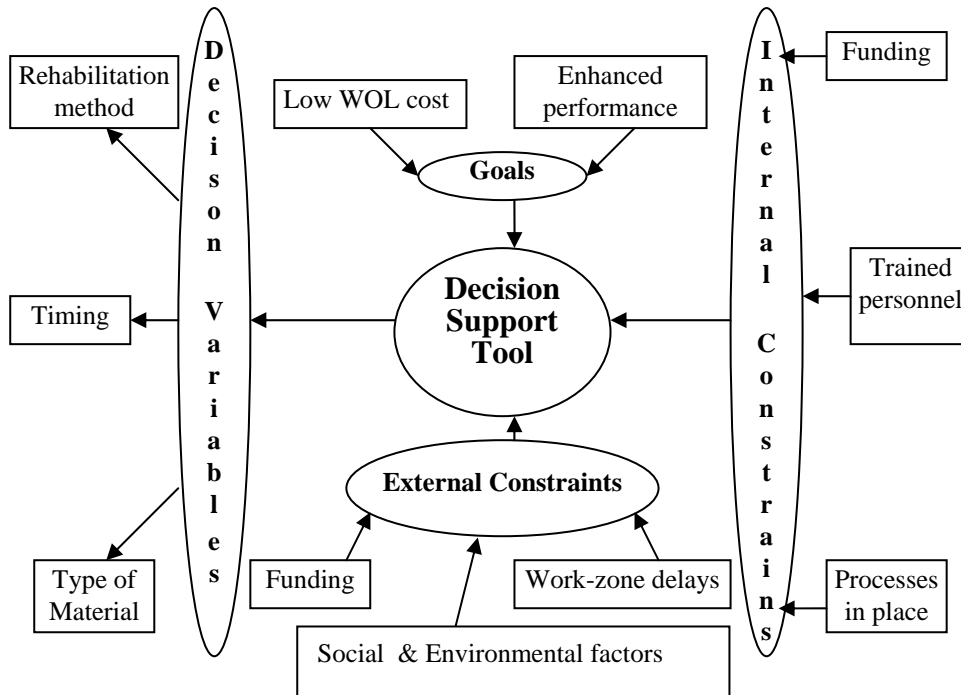 Decison Variables
Rehabilitation
method
Timing
Type of
Material
Low WOL cost
Enhanced
performance
Goals
Decision
Support
Tool
External Constraints
Funding
Work-zone delays
Social & Environmental factors
Internal Constrains
Funding
Trained
personnel
Processes
in place